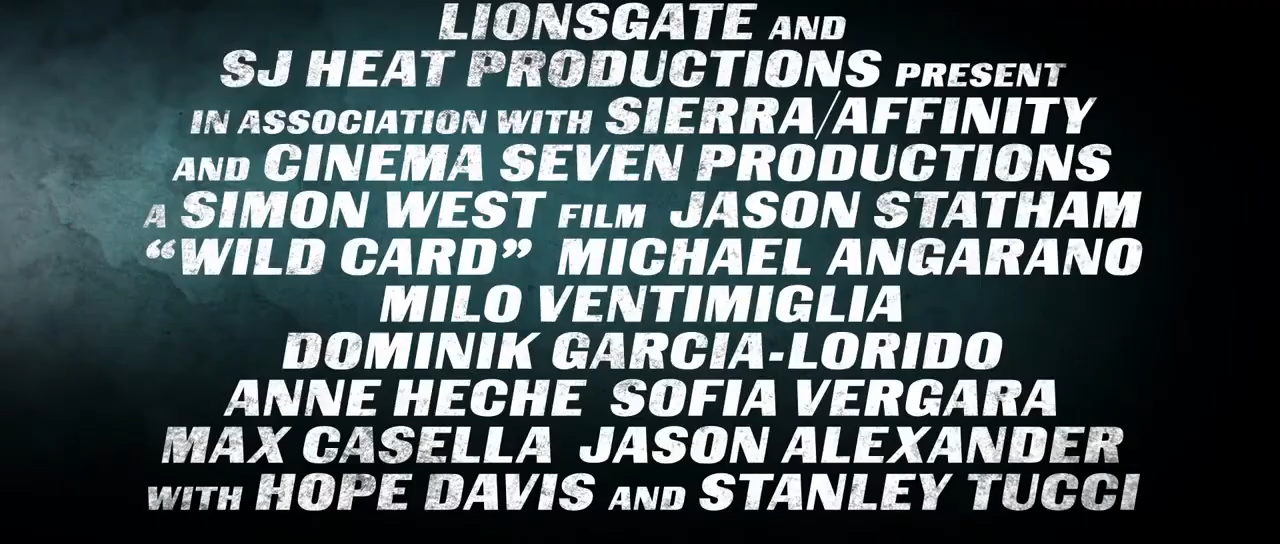 LIONSGATE AND
SJ HEAT PRODUCTIONS PRESENT
IN ASSOCIATION WITH SIERRA/AFFINITY
AND CINEMA SEVEN PRODUCTIONS
A SIMON WEST FILM JASON STATHAM
“WILD CARD” MICHAEL ANGARANO
MILO VENTIMIGLIA
DOMINIK GARCIA-LORIDO
ANNE HECHE SOFIA VERGARA
MAX CASELLA JASON ALEXANDER
WITH HOPE DAVIS AND STANLEY TUCCI